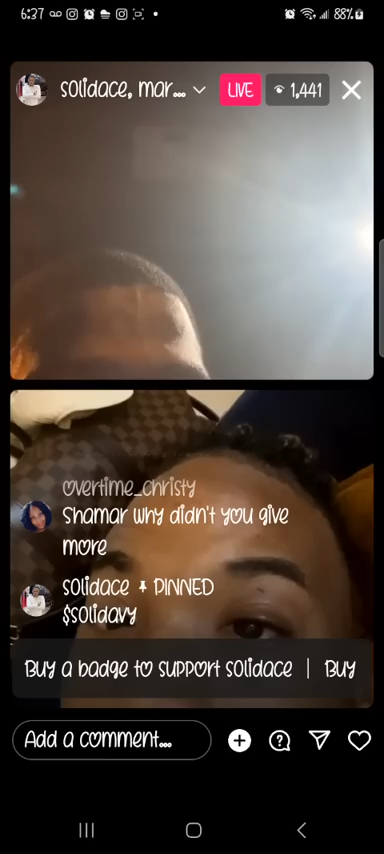 6:37 88%
solidace, mar... LIVE 1,441
overtime_christy
Shamar why didn't you give
more
solidace PINNED
$solidavy
Buy a badge to support solidace | Buy
Add a comment...